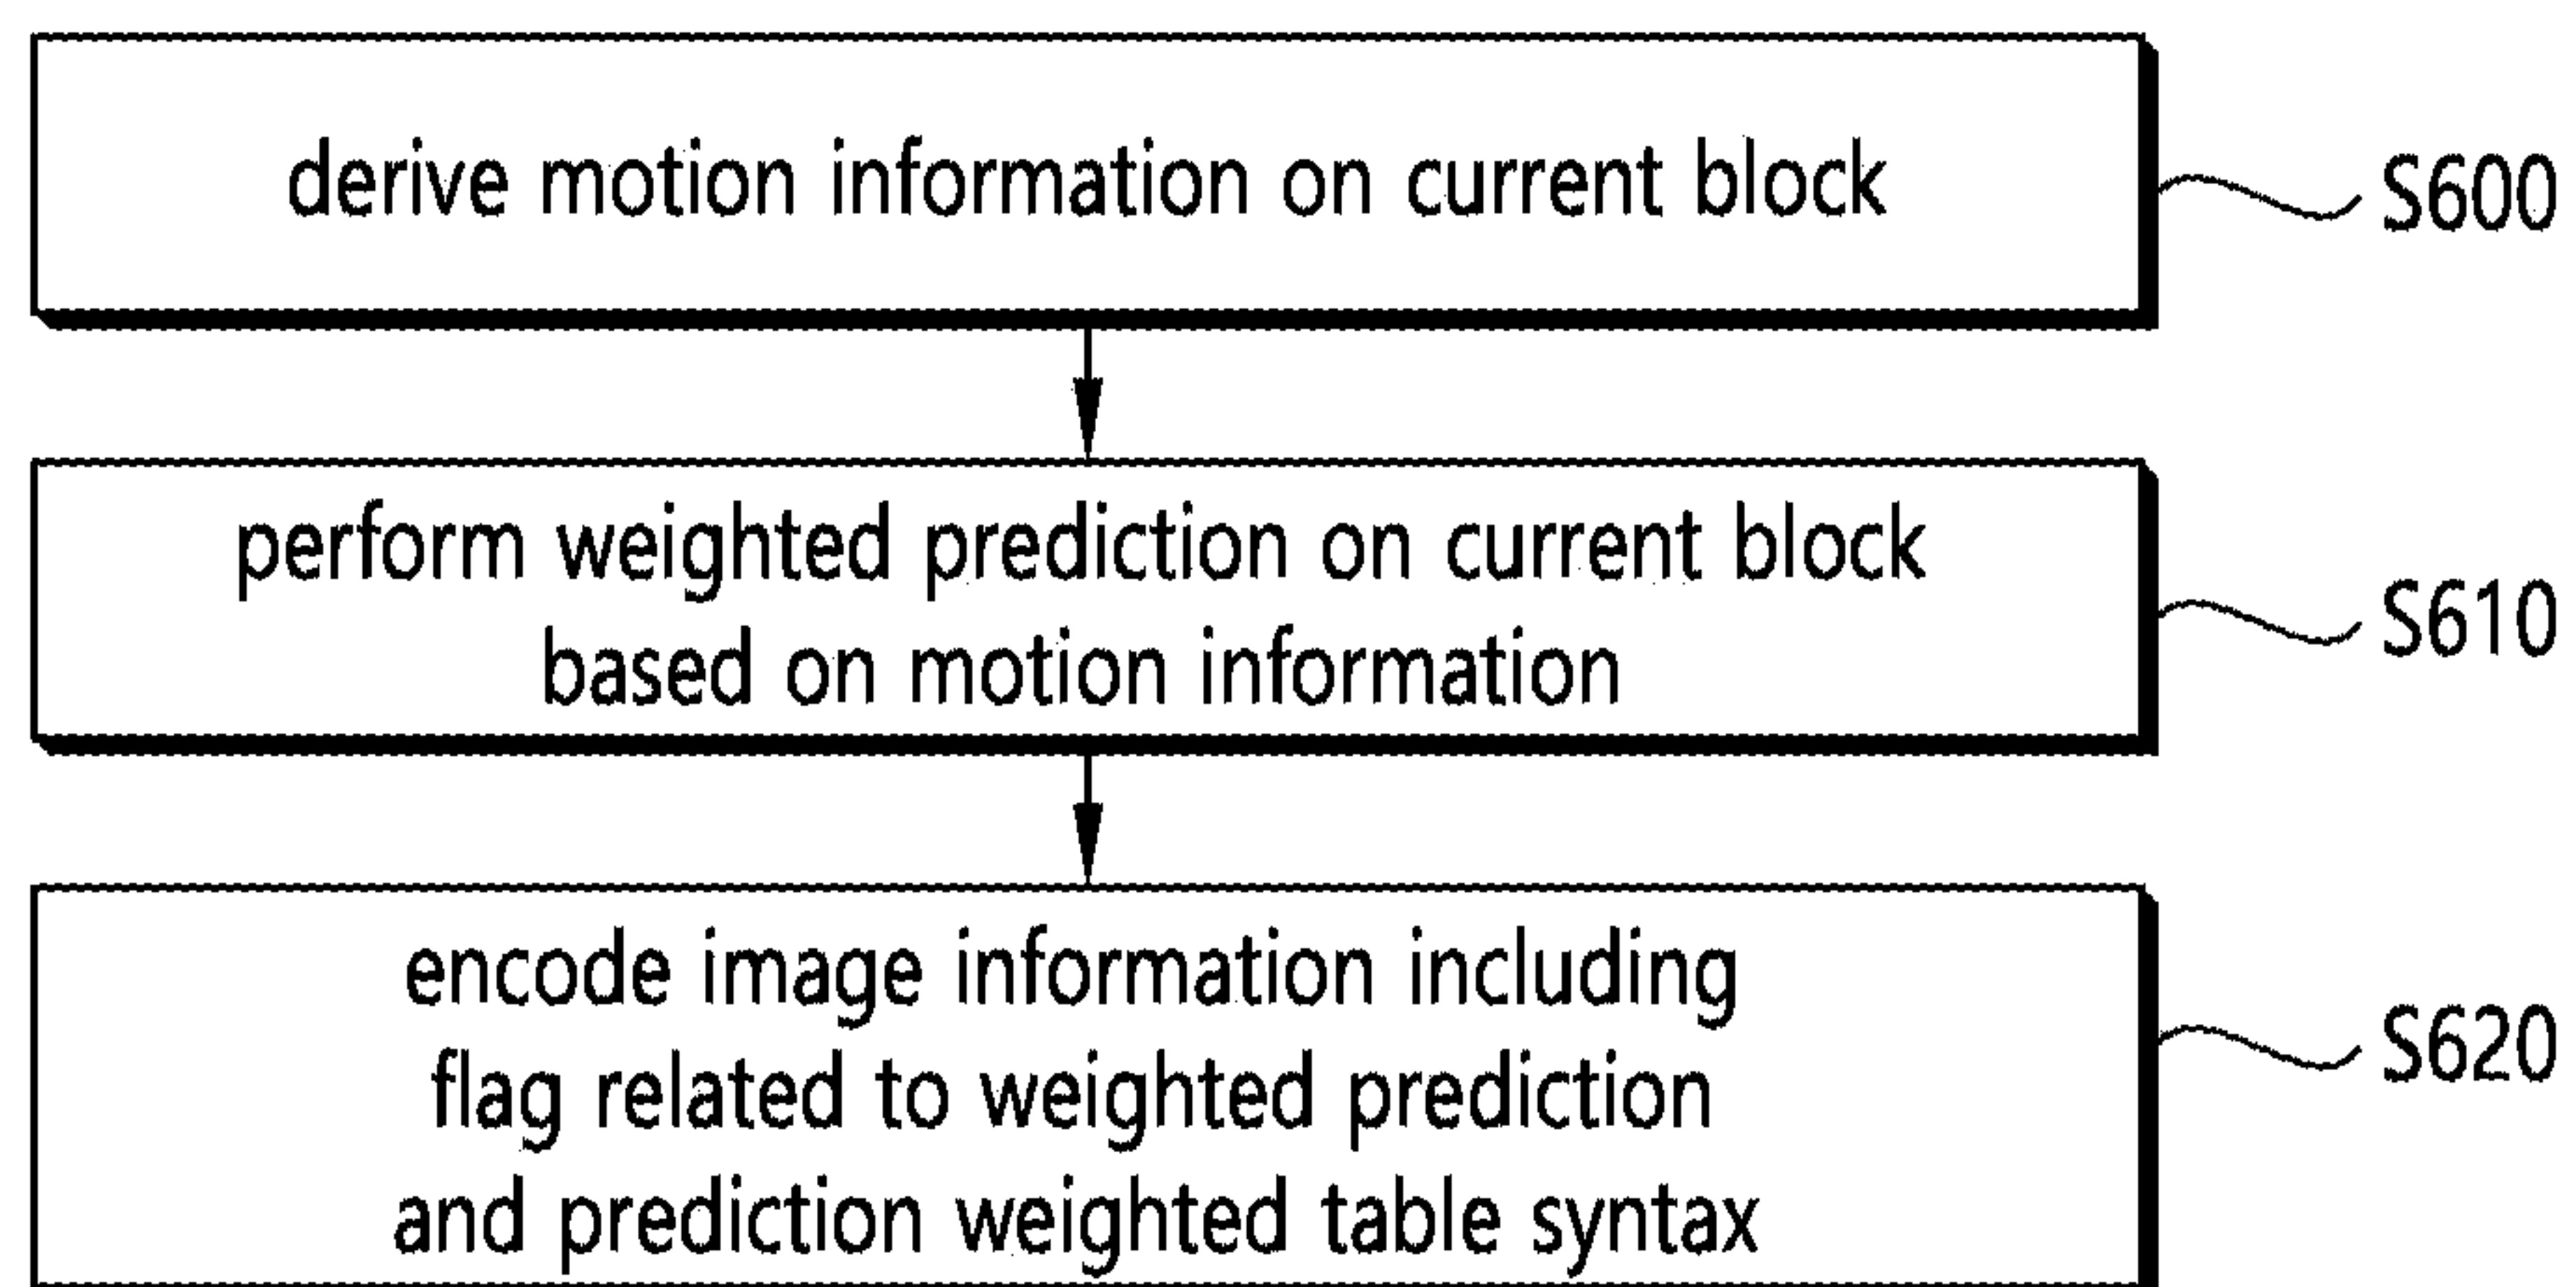 derive motion information on current block
S600
perform weighted prediction on current block
based on motion information
S610
encode image information including
flag related to weighted prediction
and prediction weighted table syntax
S620